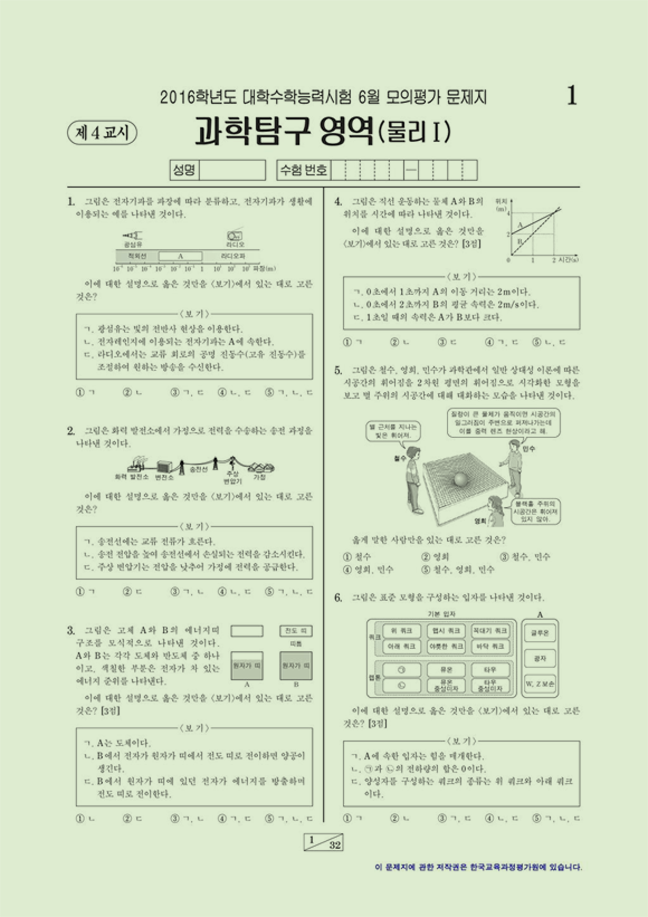 2016학년도 대학수학능력시험 6월 모의평가 문제지
1
제 4 교시
과학탐구 영역(물리 I)
성명
수험 번호
1. 그림은 전자기파를 파장에 따라 분류하고, 전자기파가 생활에
이용되는 예를 나타낸 것이다.
광섬유
라디오
적외선
A
라디오파
파장(m)
이에 대한 설명으로 옳은 것만을 <보기>에서 있는 대로 고른
것은?
<보 기>
ㄱ. 광섬유는 빛의 전반사 현상을 이용한다.
ㄴ. 전자레인지에 이용되는 전자기파는 A에 속한다.
ㄷ. 라디오에서는 교류 회로의 공명 진동수(고유 진동수)를
조절하여 원하는 방송을 수신한다.
① ㄱ ② ㄴ ③ ㄱ, ㄷ ④ ㄴ, ㄷ ⑤ ㄱ, ㄴ, ㄷ
2. 그림은 화력 발전소에서 가정으로 전력을 수송하는 송전 과정을
나타낸 것이다.
송전선
화력 발전소 변전소 주상 변압기 가정
이에 대한 설명으로 옳은 것만을 <보기>에서 있는 대로 고른
것은?
<보 기>
ㄱ. 송전선에는 교류 전류가 흐른다.
ㄴ. 송전 전압을 높여 송전선에서 손실되는 전력을 감소시킨다.
ㄷ. 주상 변압기는 전압을 낮추어 가정에 전력을 공급한다.
① ㄱ ② ㄷ ③ ㄱ, ㄴ ④ ㄴ, ㄷ ⑤ ㄱ, ㄴ, ㄷ
3. 그림은 고체 A와 B의 에너지띠
구조를 모식적으로 나타낸 것이다.
A와 B는 각각 도체와 반도체 중 하나
이고, 색칠한 부분은 전자가 차 있는
에너지 준위를 나타낸다.
전도 띠
띠틈
원자가 띠
원자가 띠
A
B
이에 대한 설명으로 옳은 것만을 <보기>에서 있는 대로 고른
것은? [3점]
<보 기>
ㄱ. A는 도체이다.
ㄴ. B에서 전자가 원자가 띠에서 전도 띠로 전이하면 양공이
생긴다.
ㄷ. B에서 원자가 띠에 있던 전자가 에너지를 방출하여
전도 띠로 전이한다.
① ㄴ ② ㄷ ③ ㄱ, ㄴ ④ ㄱ, ㄷ ⑤ ㄱ, ㄴ, ㄷ
4. 그림은 직선 운동하는 물체 A와 B의
위치를 시간에 따라 나타낸 것이다.
위치
(m)
4
2
A
B
0
1
2
시간(s)
이에 대한 설명으로 옳은 것만을
<보기>에서 있는 대로 고른 것은? [3점]
<보 기>
ㄱ. 0초에서 1초까지 A의 이동 거리는 2m이다.
ㄴ. 0초에서 2초까지 B의 평균 속력은 2m/s이다.
ㄷ. 1초일 때의 속력은 A가 B보다 크다.
① ㄱ ② ㄴ ③ ㄷ ④ ㄱ, ㄷ ⑤ ㄴ, ㄷ
5. 그림은 철수, 영희, 민수가 과학관에서 일반 상대성 이론에 따른
시공간의 휘어짐을 2차원 평면의 휘어짐으로 시각화한 모형을
보고 별 주위의 시공간에 대해 대화하는 모습을 나타낸 것이다.
별 근처를 지나는
빛은 휘어져.
철수
질량이 큰 물체가 움직이면 시공간의
일그러짐이 주변으로 퍼져나가는데
이를 중력 렌즈 현상이라고 해.
민수
블랙홀 주위의
시공간은 휘어져
있지 않아.
영희
옳게 말한 사람만을 있는 대로 고른 것은?
① 철수 ② 영희 ③ 철수, 민수
④ 영희, 민수 ⑤ 철수, 영희, 민수
6. 그림은 표준 모형을 구성하는 입자를 나타낸 것이다.
기본 입자
A
쿼크
위 쿼크
맵시 쿼크
꼭대기 쿼크
아래 쿼크
야릇한 쿼크
바닥 쿼크
렙톤
㉠
뮤온
타우
㉡
뮤온 중성미자
타우 중성미자
글루온
광자
W, Z 보손
이에 대한 설명으로 옳은 것만을 <보기>에서 있는 대로 고른
것은? [3점]
<보 기>
ㄱ. A에 속한 입자는 힘을 매개한다.
ㄴ. ㉠과 ㉡의 전하량의 합은 0이다.
ㄷ. 양성자를 구성하는 쿼크의 종류는 위 쿼크와 아래 쿼크
이다.
① ㄱ ② ㄴ ③ ㄱ, ㄷ ④ ㄴ, ㄷ ⑤ ㄱ, ㄴ, ㄷ
1
32
이 문제지에 관한 저작권은 한국교육과정평가원에 있습니다.